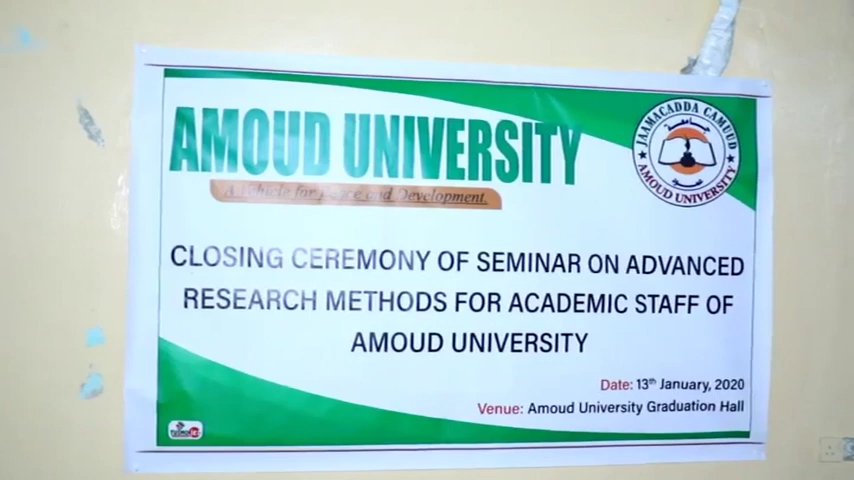 AMOUD UNIVERSITY
A Vehicle for Peace and Development.
JAAMACADDA CAMUUD
AMOUD UNIVERSITY
CLOSING CEREMONY OF SEMINAR ON ADVANCED
RESEARCH METHODS FOR ACADEMIC STAFF OF
AMOUD UNIVERSITY
Date: 13th January, 2020
Venue: Amoud University Graduation Hall